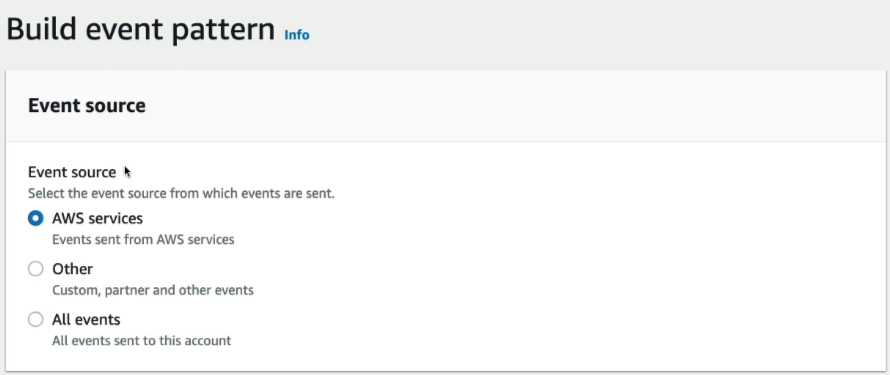 Build event pattern Info
Event source
Event source
Select the event source from which events are sent.
AWS services
Events sent from AWS services
Other
Custom, partner and other events
All events
All events sent to this account